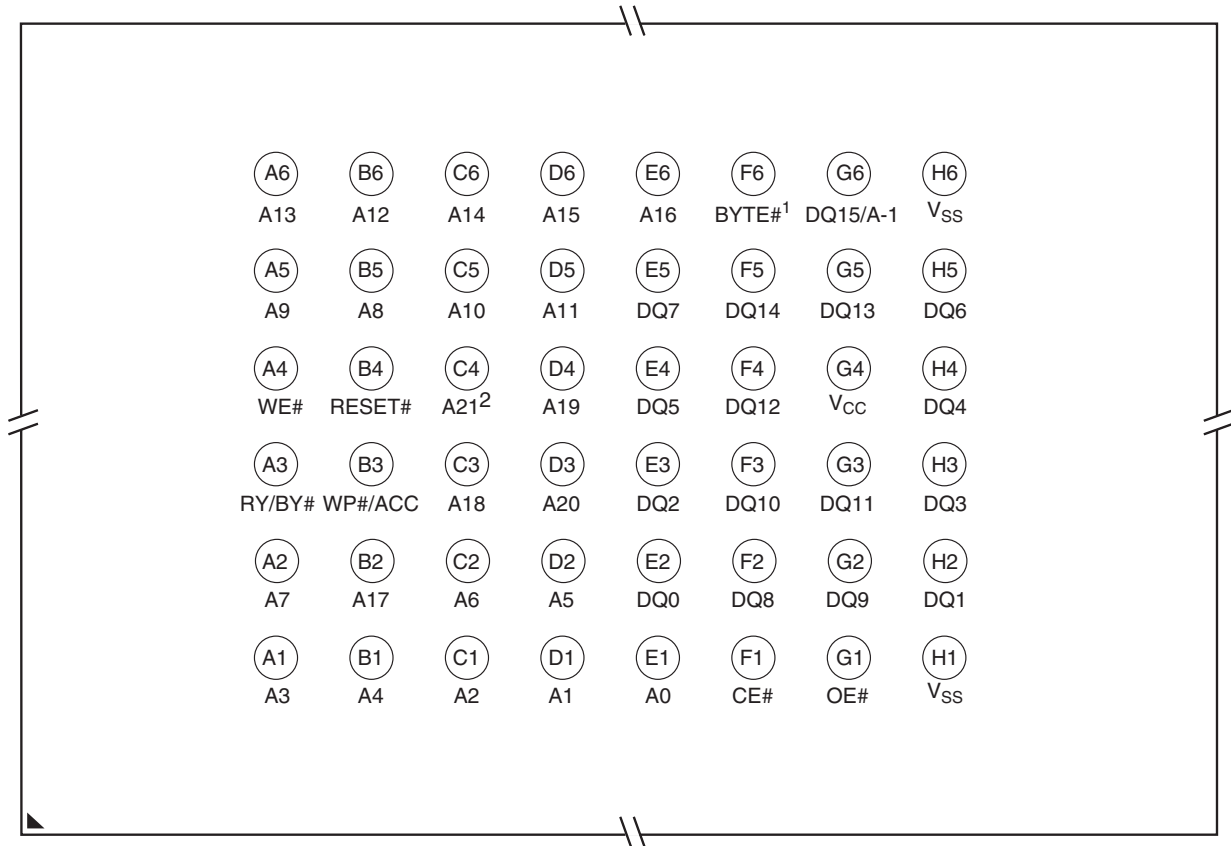 A6 B6 C6 D6 E6 F6 G6 H6
A13 A12 A14 A15 A16 BYTE#1 DQ15/A-1 VSS
A5 B5 C5 D5 E5 F5 G5 H5
A9 A8 A10 A11 DQ7 DQ14 DQ13 DQ6
A4 B4 C4 D4 E4 F4 G4 H4
WE# RESET# A212 A19 DQ5 DQ12 VCC DQ4
A3 B3 C3 D3 E3 F3 G3 H3
RY/BY# WP#/ACC A18 A20 DQ2 DQ10 DQ11 DQ3
A2 B2 C2 D2 E2 F2 G2 H2
A7 A17 A6 A5 DQ0 DQ8 DQ9 DQ1
A1 B1 C1 D1 E1 F1 G1 H1
A3 A4 A2 A1 A0 CE# OE# VSS